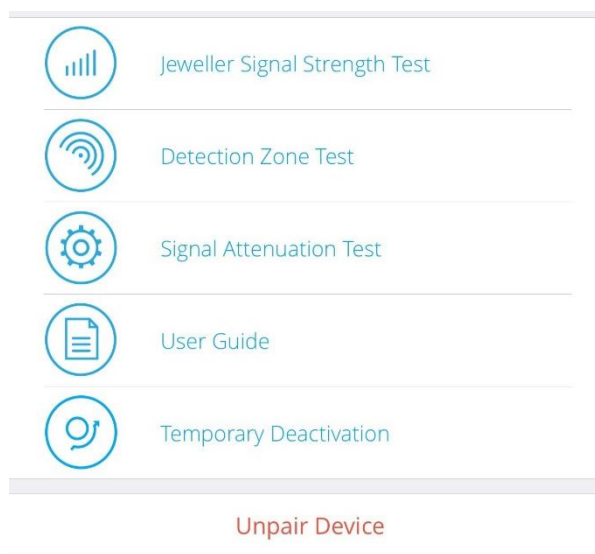 Jeweller Signal Strength Test
Detection Zone Test
Signal Attenuation Test
User Guide
Temporary Deactivation
Unpair Device